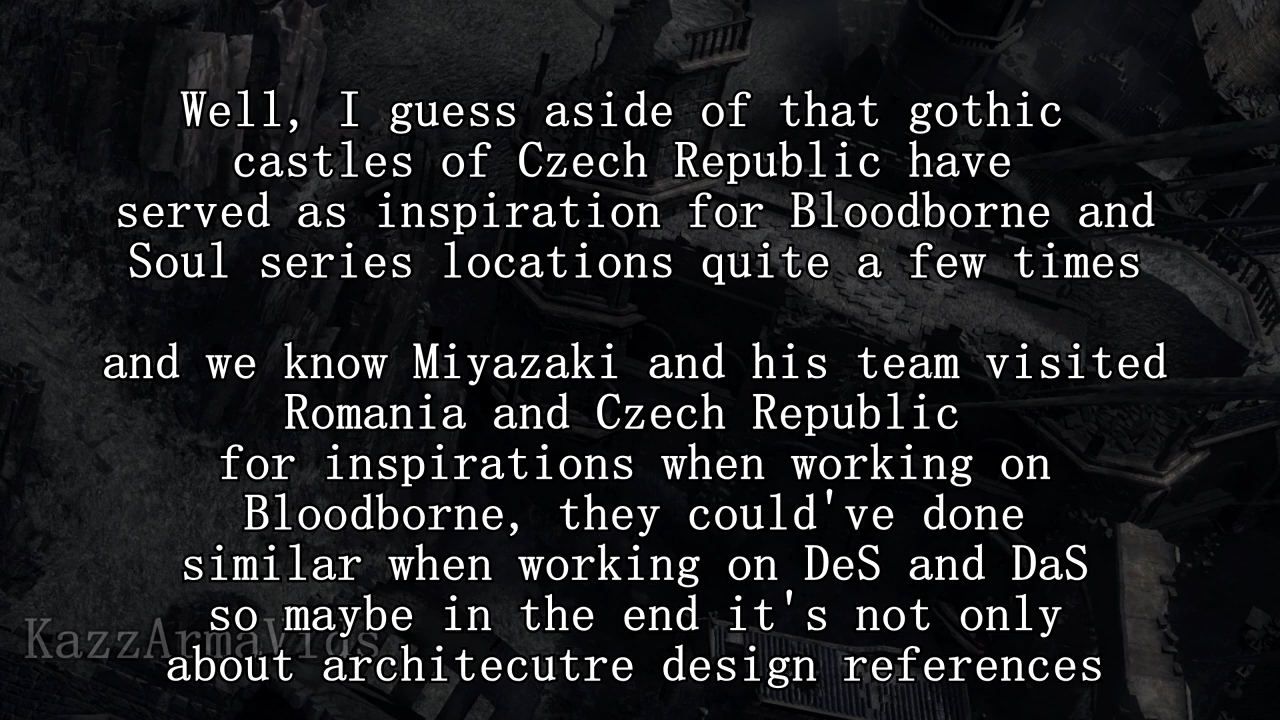 Well, I guess aside of that gothic
castles of Czech Republic have
served as inspiration for Bloodborne and
Soul series locations quite a few times
and we know Miyazaki and his team visited
Romania and Czech Republic
for inspirations when working on
Bloodborne, they could've done
similar when working on DeS and DaS
so maybe in the end it's not only
about architecutre design references
KazzArmaVids